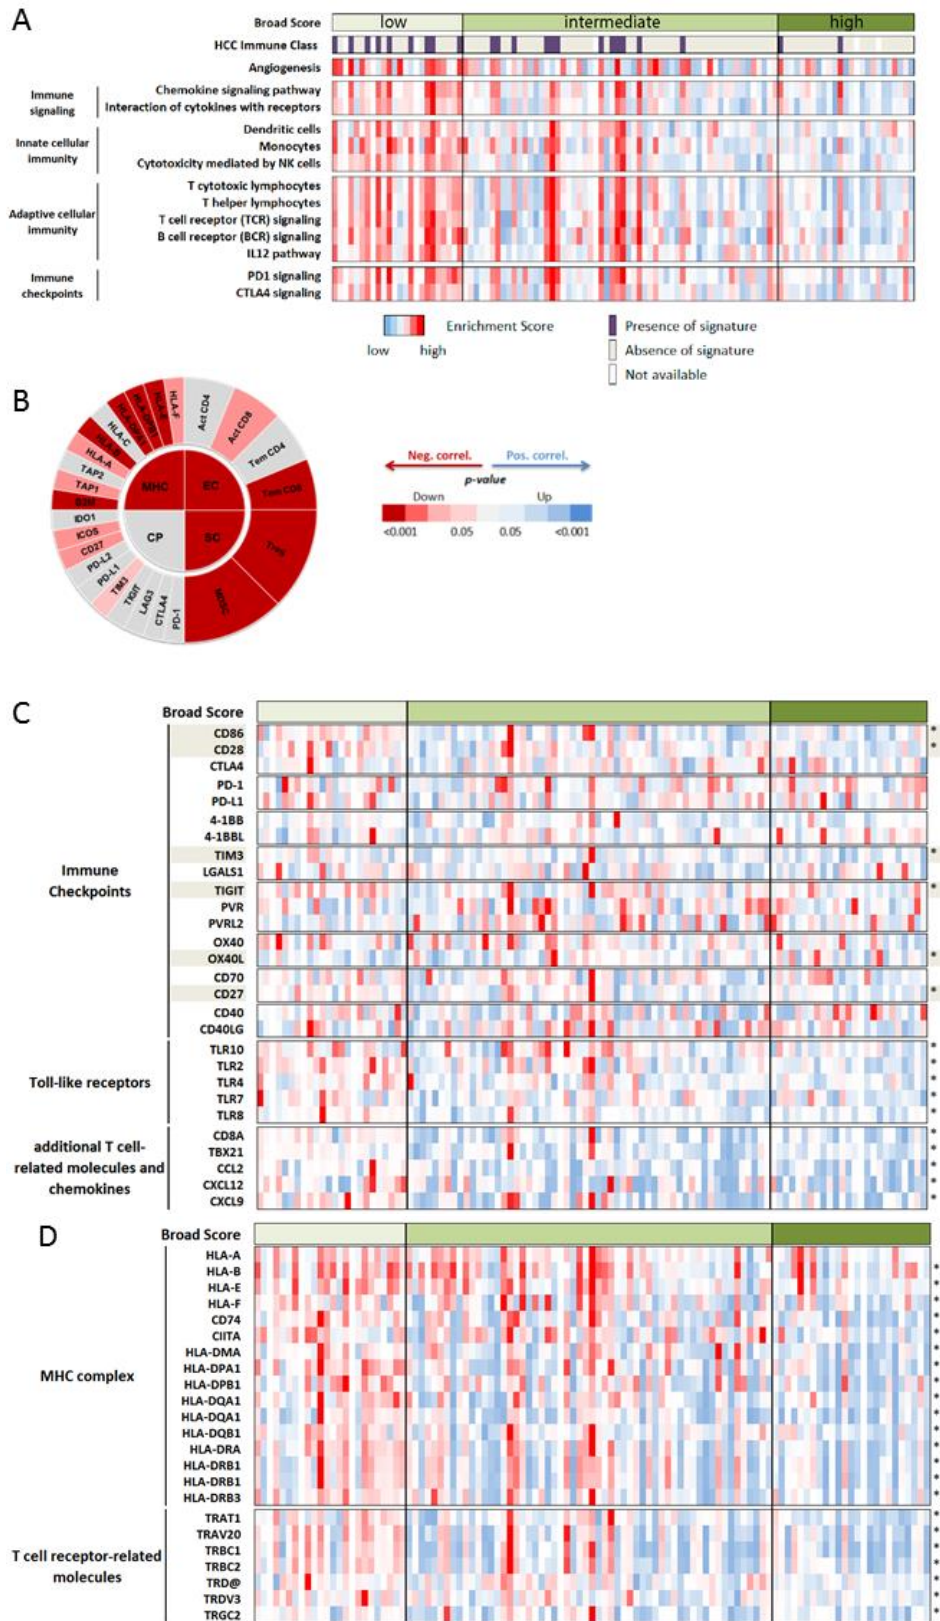 A
Broad Score
low
intermediate
high
HCC Immune Class
Angiogenesis
Immune
signaling
Chemokine signaling pathway
Interaction of cytokines with receptors
Innate cellular
immunity
Dendritic cells
Monocytes
Cytotoxicity mediated by NK cells
Adaptive cellular
immunity
T cytotoxic lymphocytes
T helper lymphocytes
T cell receptor (TCR) signaling
B cell receptor (BCR) signaling
IL12 pathway
Immune
checkpoints
PD1 signaling
CTLA4 signaling
Enrichment Score
low
high
Presence of signature
Absence of signature
Not available
B
MHC
EC
CP
SC
Act CD4
Act CD8
Tem CD4
Tem CD8
Treg
MDSC
PD-1
CTLA4
LAG3
TIGIT
TIM3
PD-L1
PD-L2
CD27
ICOS
IDO1
B2M
TAP1
TAP2
HLA-A
HLA-B
HLA-C
HLA-DPA1
HLA-DPB1
HLA-E
HLA-F
Neg. correl.
Pos. correl.
p-value
Down
Up
<0.001
0.05
0.05
<0.001
C
Broad Score
Immune
Checkpoints
CD86 *
CD28 *
CTLA4
PD-1
PD-L1
4-1BB
4-1BBL
TIM3 *
LGALS1
TIGIT *
PVR
PVRL2
OX40
OX40L *
CD70
CD27 *
CD40
CD40LG
Toll-like receptors
TLR10 *
TLR2 *
TLR4 *
TLR7 *
TLR8 *
additional T cell-
related molecules and
chemokines
CD8A *
TBX21 *
CCL2 *
CXCL12 *
CXCL9 *
D
Broad Score
MHC complex
HLA-A
HLA-B *
HLA-E *
HLA-F *
CD74 *
CIITA *
HLA-DMA *
HLA-DPA1 *
HLA-DPB1 *
HLA-DQA1 *
HLA-DQA1 *
HLA-DQB1 *
HLA-DRA *
HLA-DRB1 *
HLA-DRB1 *
HLA-DRB3 *
T cell receptor-related
molecules
TRAT1 *
TRAV20 *
TRBC1 *
TRBC2 *
TRD@ *
TRDV3 *
TRGC2 *